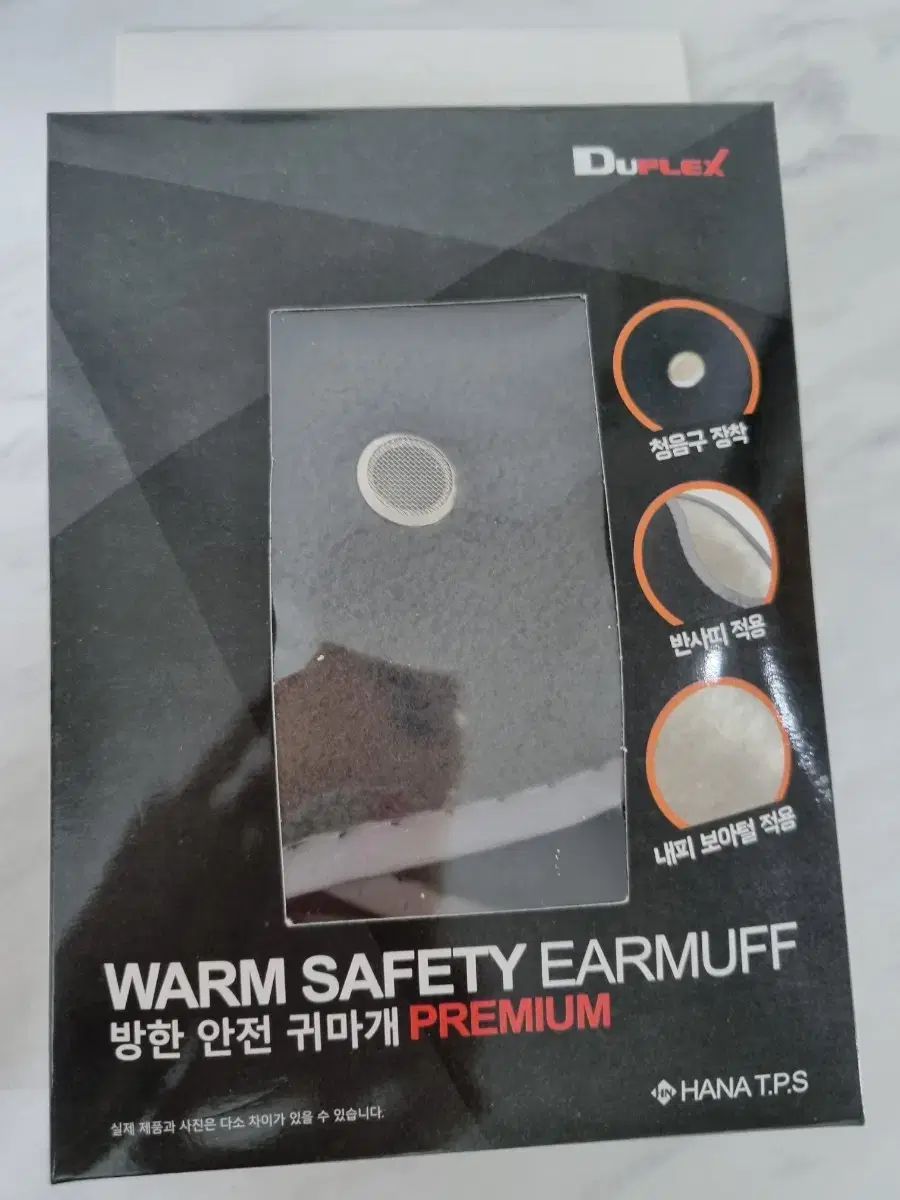 DUFLEX
청음구 장착
반사띠 적용
내피 보아털 적용
WARM SAFETY EARMUFF
방한 안전 귀마개 PREMIUM
HN HANA T.P.S
실제 제품과 사진은 다소 차이가 있을 수 있습니다.